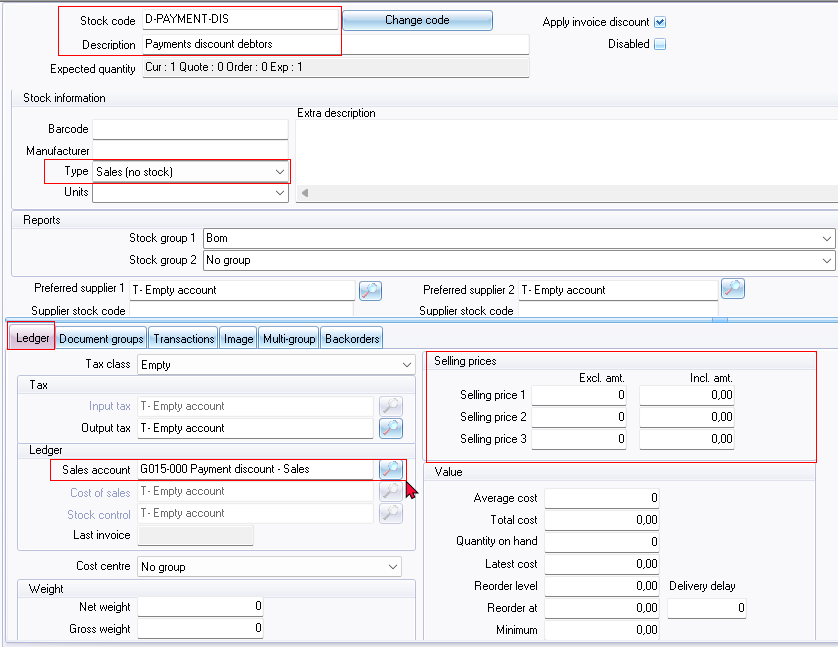 Stock code D-PAYMENT-DIS Change code Apply invoice discount
Description Payments discount debtors Disabled
Expected quantity Cur : 1 Quote : 0 Order : 0 Exp : 1
Stock information
Extra description
Barcode
Manufacturer
Type Sales (no stock)
Units
Reports
Stock group 1 Bom
Stock group 2 No group
Preferred supplier 1 T- Empty account Preferred supplier 2 T- Empty account
Supplier stock code Supplier stock code
Ledger Document groups Transactions Image Multi-group Backorders
Tax class Empty
Tax
Input tax T- Empty account
Output tax T- Empty account
Ledger
Sales account G015-000 Payment discount - Sales
Cost of sales T- Empty account
Stock control T- Empty account
Last invoice
Cost centre No group
Weight
Net weight 0
Gross weight 0
Selling prices
Excl. amt. Incl. amt.
Selling price 1 0 0,00
Selling price 2 0 0,00
Selling price 3 0 0,00
Value
Average cost 0
Total cost 0,00
Quantity on hand 0
Latest cost 0,00
Reorder level 0,00 Delivery delay
Reorder at 0,00 0
Minimum 0,00